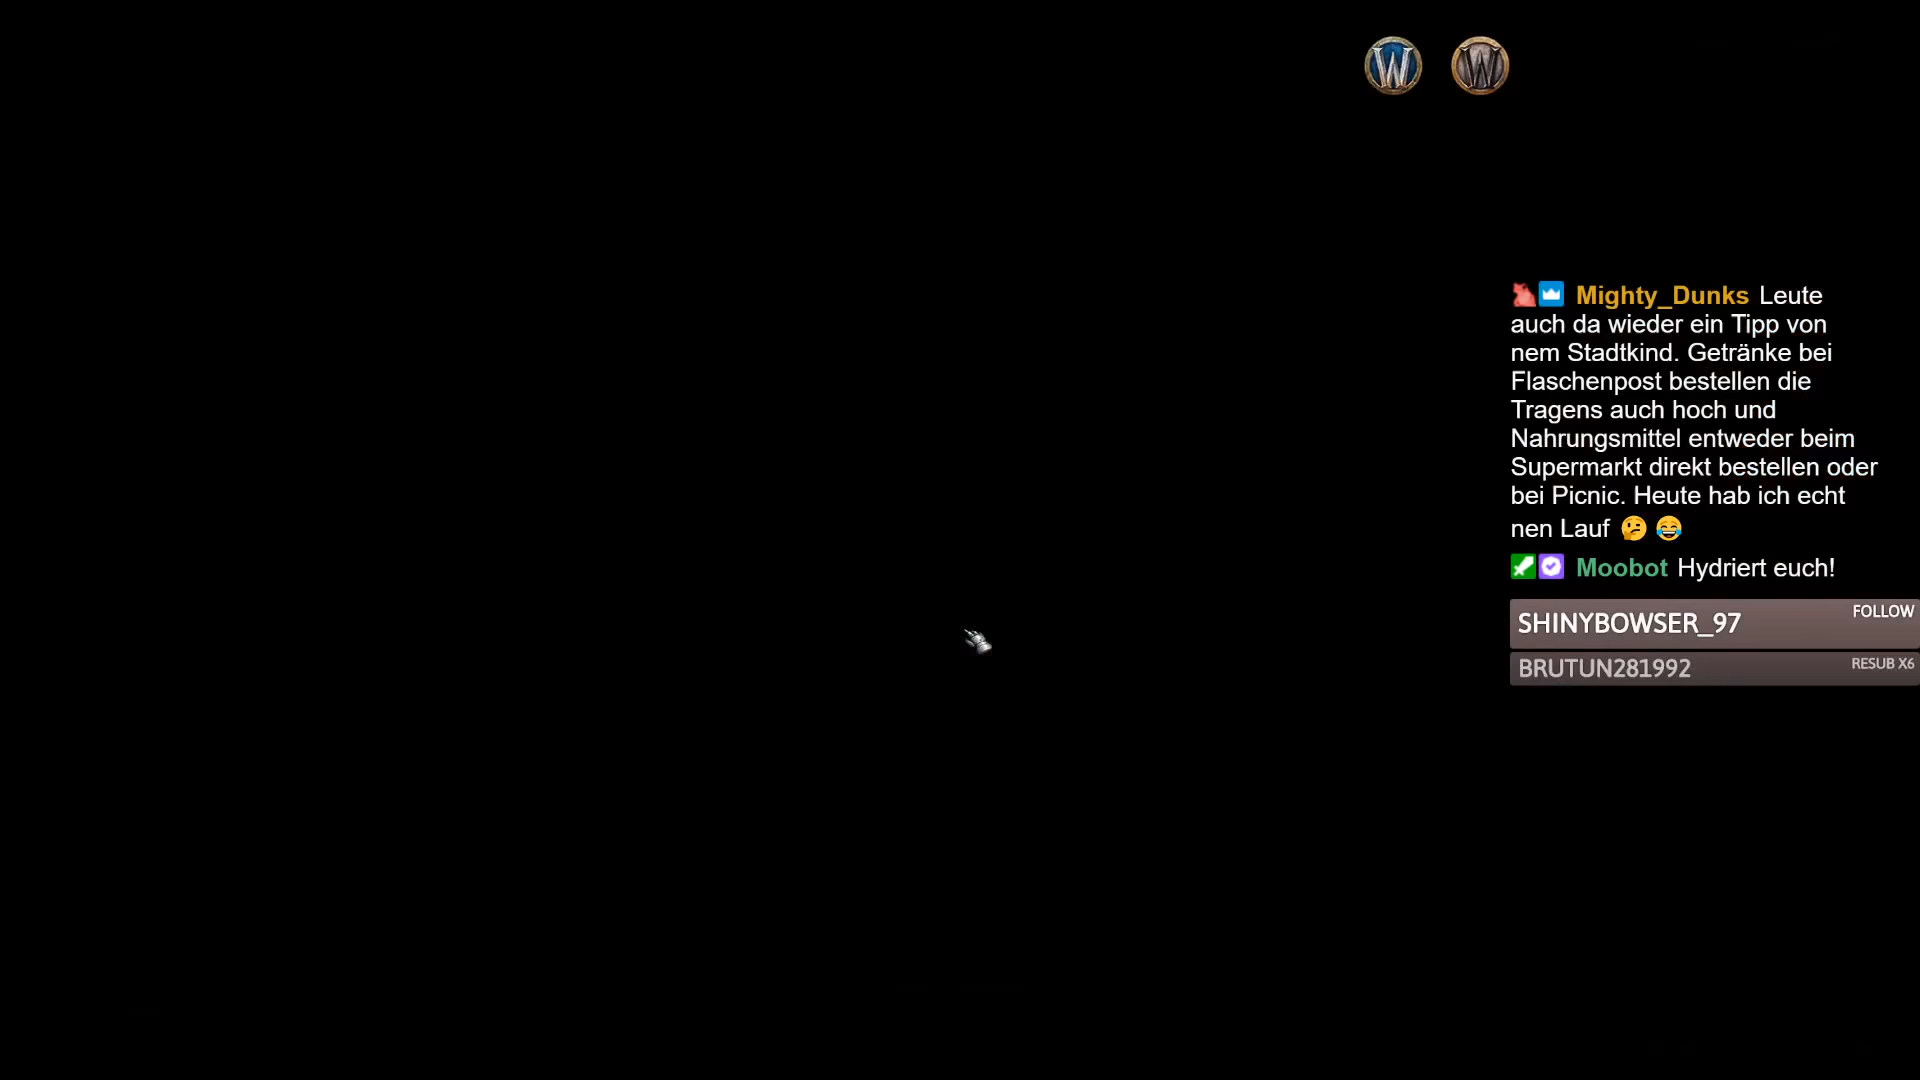 Mighty_Dunks Leute
auch da wieder ein Tipp von
nem Stadtkind. Getränke bei
Flaschenpost bestellen die
Tragens auch hoch und
Nahrungsmittel entweder beim
Supermarkt direkt bestellen oder
bei Picnic. Heute hab ich echt
nen Lauf 🤔 😂
Moobot Hydriert euch!
SHINYBOWSER_97 FOLLOW
BRUTUN281992 RESUB X6